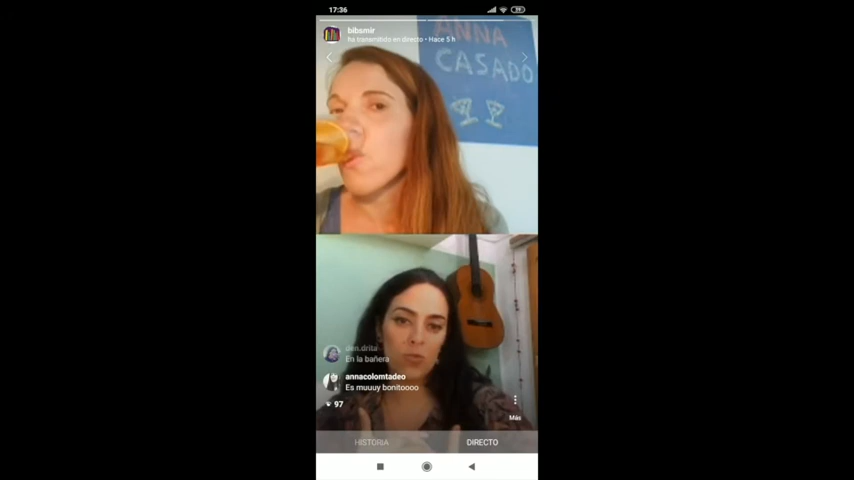 17:36
bibsmir
ha transmitido en directo • Hace 5 h
ANNA
CASADO
den.drita
En la bañera
annacolomtadeo
Es muuuy bonitoooo
97
Más
HISTORIA
DIRECTO